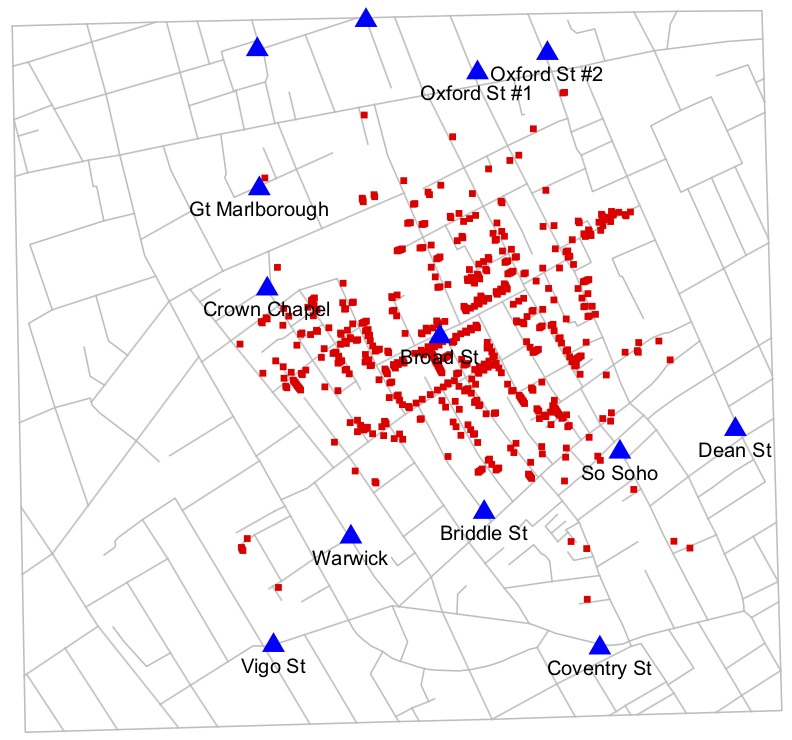 Oxford St #2
Oxford St #1
Gt Marlborough
Crown Chapel
Broad St
Dean St
So Soho
Briddle St
Warwick
Vigo St
Coventry St